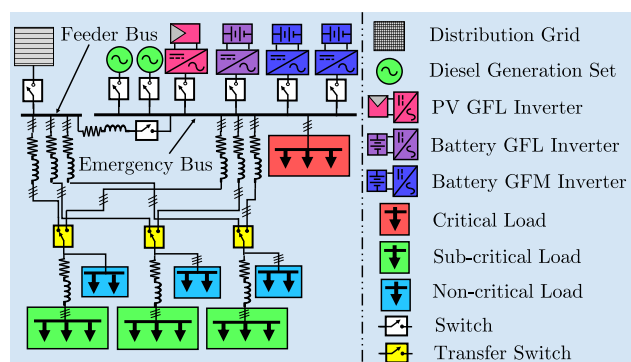 Feeder Bus
Emergency Bus
Distribution Grid
Diesel Generation Set
PV GFL Inverter
Battery GFL Inverter
Battery GFM Inverter
Critical Load
Sub-critical Load
Non-critical Load
Switch
Transfer Switch